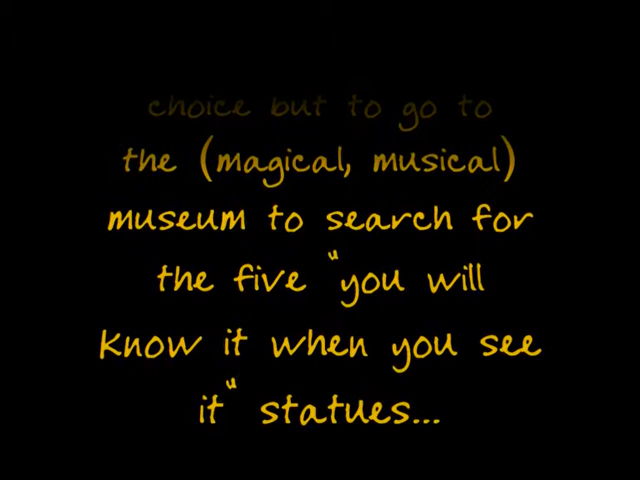 choice but to go to
the (magical, musical)
museum to search for
the five "you will
know it when you see
it" statues...